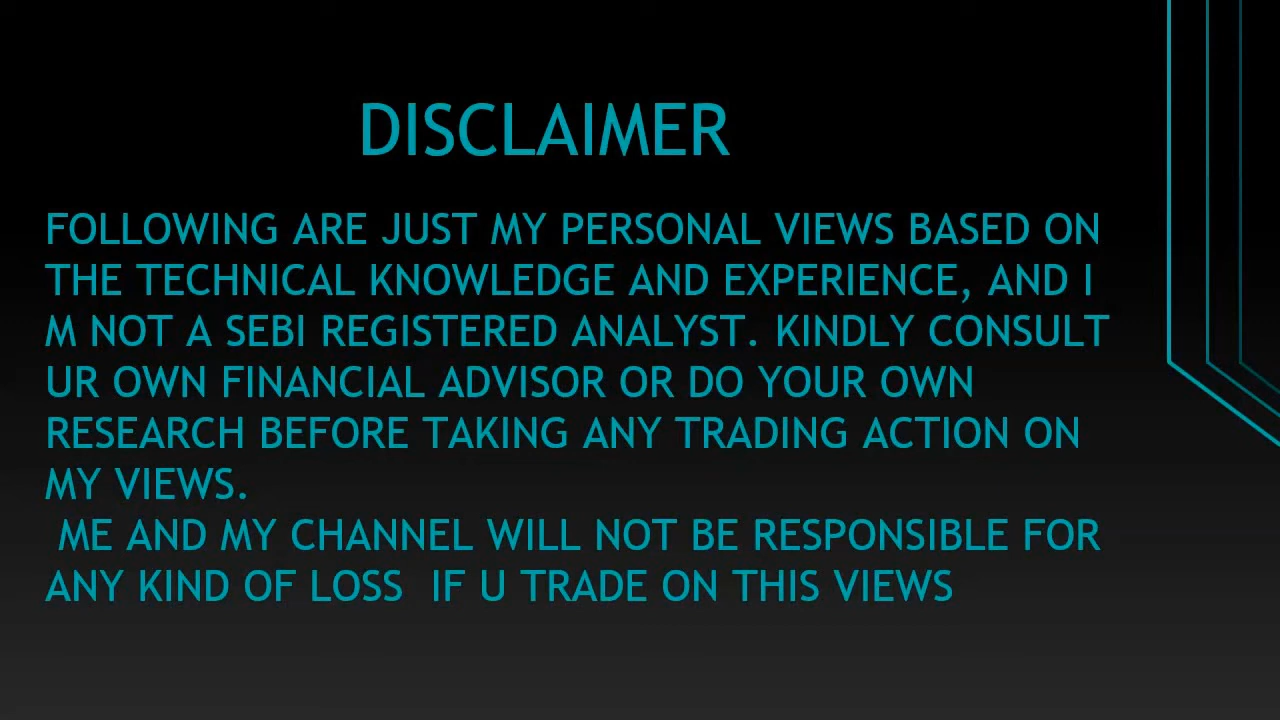 DISCLAIMER
FOLLOWING ARE JUST MY PERSONAL VIEWS BASED ON
THE TECHNICAL KNOWLEDGE AND EXPERIENCE, AND I
M NOT A SEBI REGISTERED ANALYST. KINDLY CONSULT
UR OWN FINANCIAL ADVISOR OR DO YOUR OWN
RESEARCH BEFORE TAKING ANY TRADING ACTION ON
MY VIEWS.
ME AND MY CHANNEL WILL NOT BE RESPONSIBLE FOR
ANY KIND OF LOSS  IF U TRADE ON THIS VIEWS